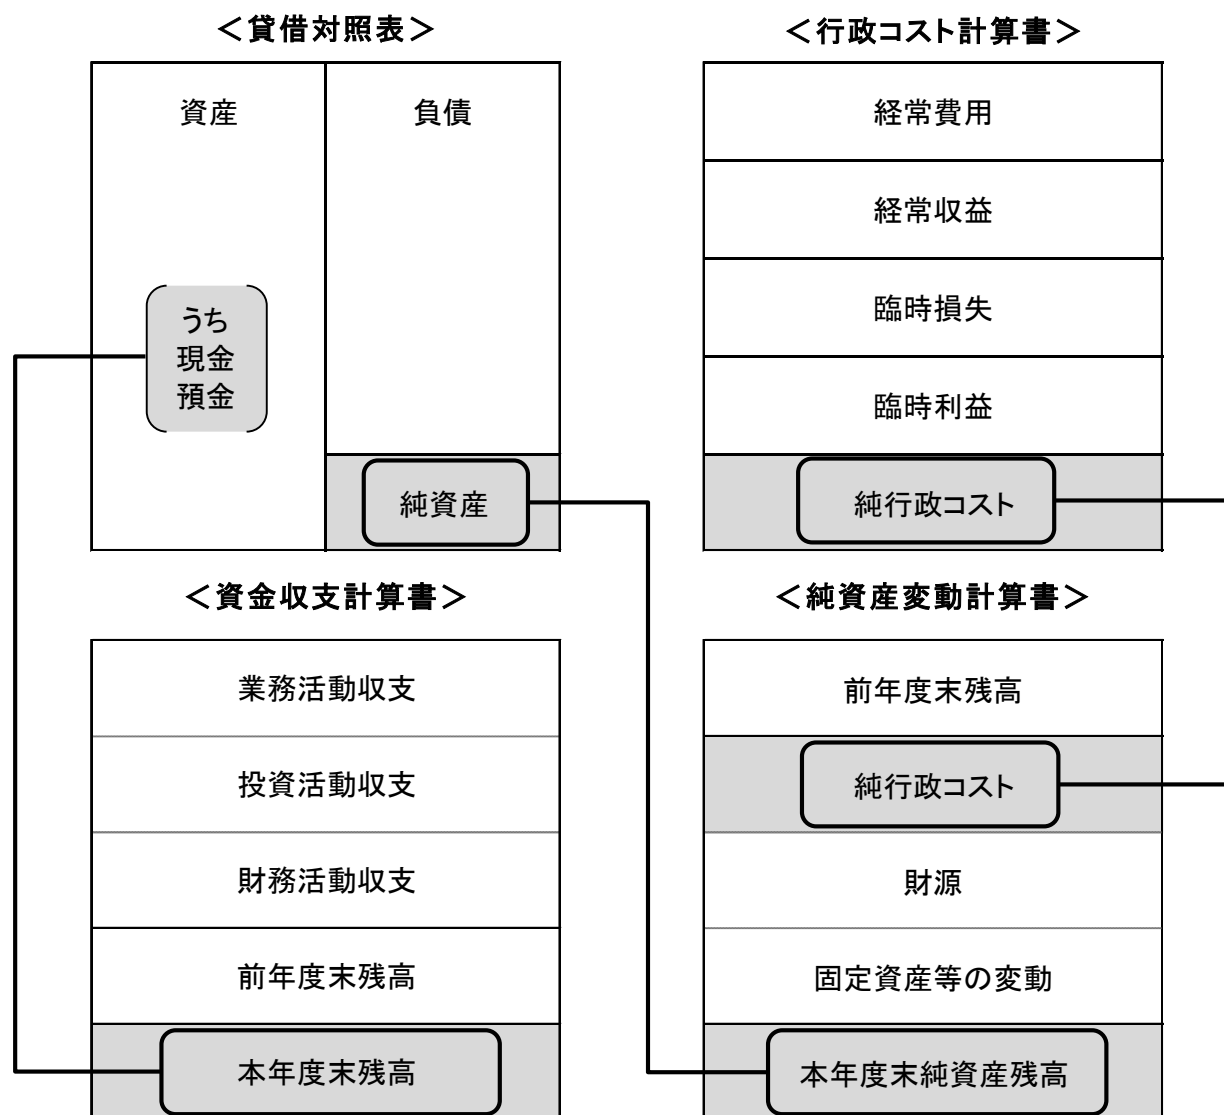 ＜貸借対照表＞
資産
負債
うち
現金
預金
純資産
＜行政コスト計算書＞
経常費用
経常収益
臨時損失
臨時利益
純行政コスト
＜資金収支計算書＞
業務活動収支
投資活動収支
財務活動収支
前年度末残高
本年度末残高
＜純資産変動計算書＞
前年度末残高
純行政コスト
財源
固定資産等の変動
本年度末純資産残高